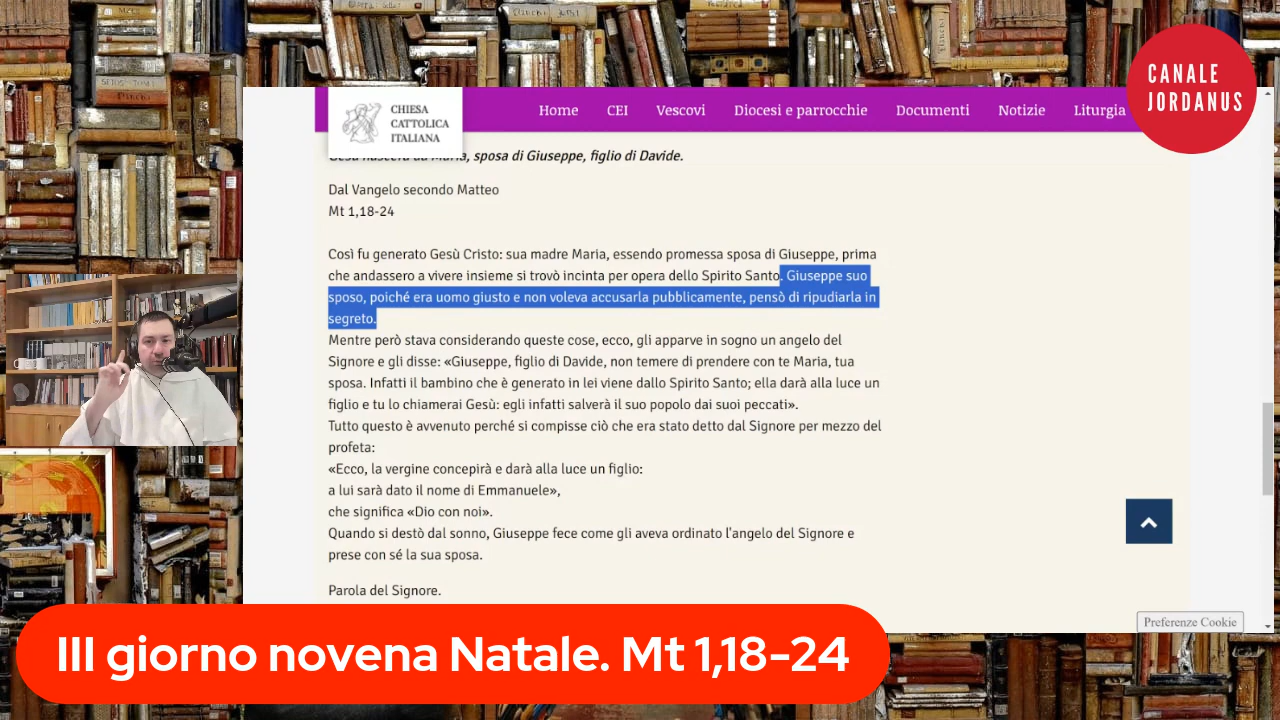 CANALE
JORDANUS
CHIESA
CATTOLICA
ITALIANA
Home CEI Vescovi Diocesi e parrocchie Documenti Notizie Liturgia
Gesù nascerà da Maria, sposa di Giuseppe, figlio di Davide.
Dal Vangelo secondo Matteo
Mt 1,18-24
Così fu generato Gesù Cristo: sua madre Maria, essendo promessa sposa di Giuseppe, prima
che andassero a vivere insieme si trovò incinta per opera dello Spirito Santo. Giuseppe suo
sposo, poiché era uomo giusto e non voleva accusarla pubblicamente, pensò di ripudiarla in
segreto.
Mentre però stava considerando queste cose, ecco, gli apparve in sogno un angelo del
Signore e gli disse: «Giuseppe, figlio di Davide, non temere di prendere con te Maria, tua
sposa. Infatti il bambino che è generato in lei viene dallo Spirito Santo; ella darà alla luce un
figlio e tu lo chiamerai Gesù: egli infatti salverà il suo popolo dai suoi peccati».
Tutto questo è avvenuto perché si compisse ciò che era stato detto dal Signore per mezzo del
profeta:
«Ecco, la vergine concepirà e darà alla luce un figlio:
a lui sarà dato il nome di Emmanuele»,
che significa «Dio con noi».
Quando si destò dal sonno, Giuseppe fece come gli aveva ordinato l'angelo del Signore e
prese con sé la sua sposa.
Parola del Signore.
Preferenze Cookie
III giorno novena Natale. Mt 1,18-24